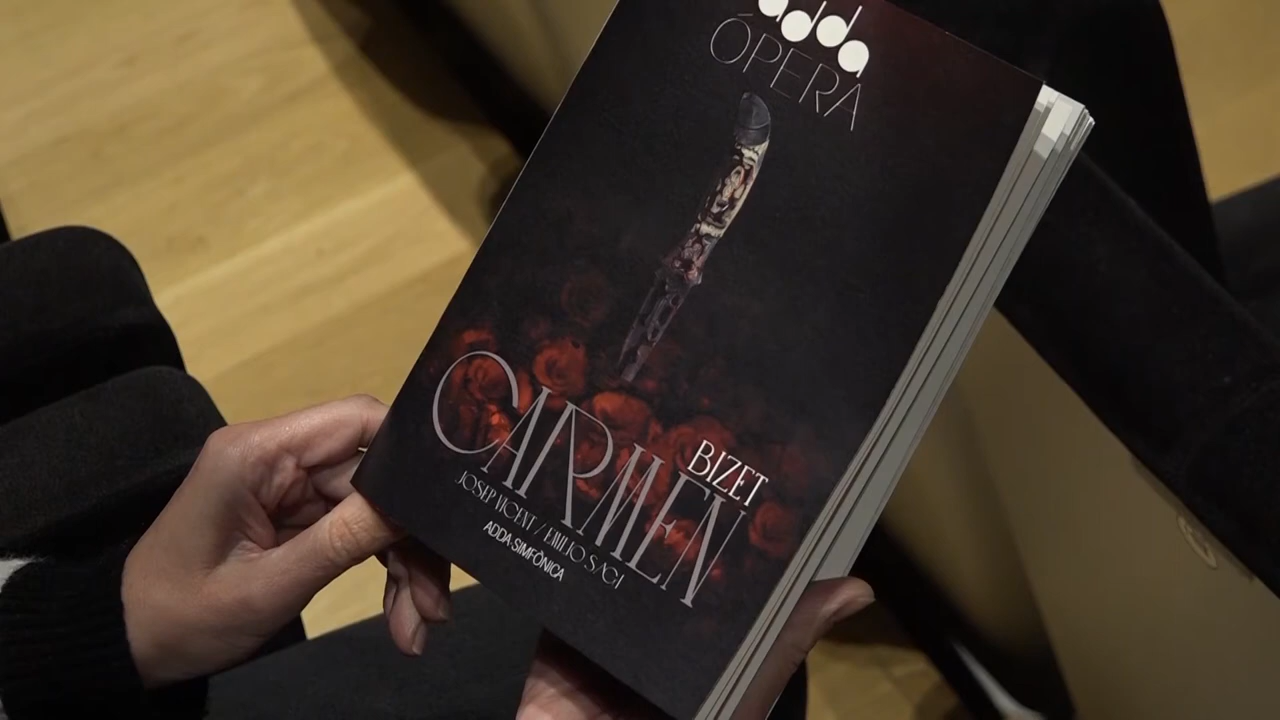 adda
ÓPERA
BIZET
CARMEN
JOSEP VICENT / EMILIO SAGI
ADDA·SIMFÒNICA